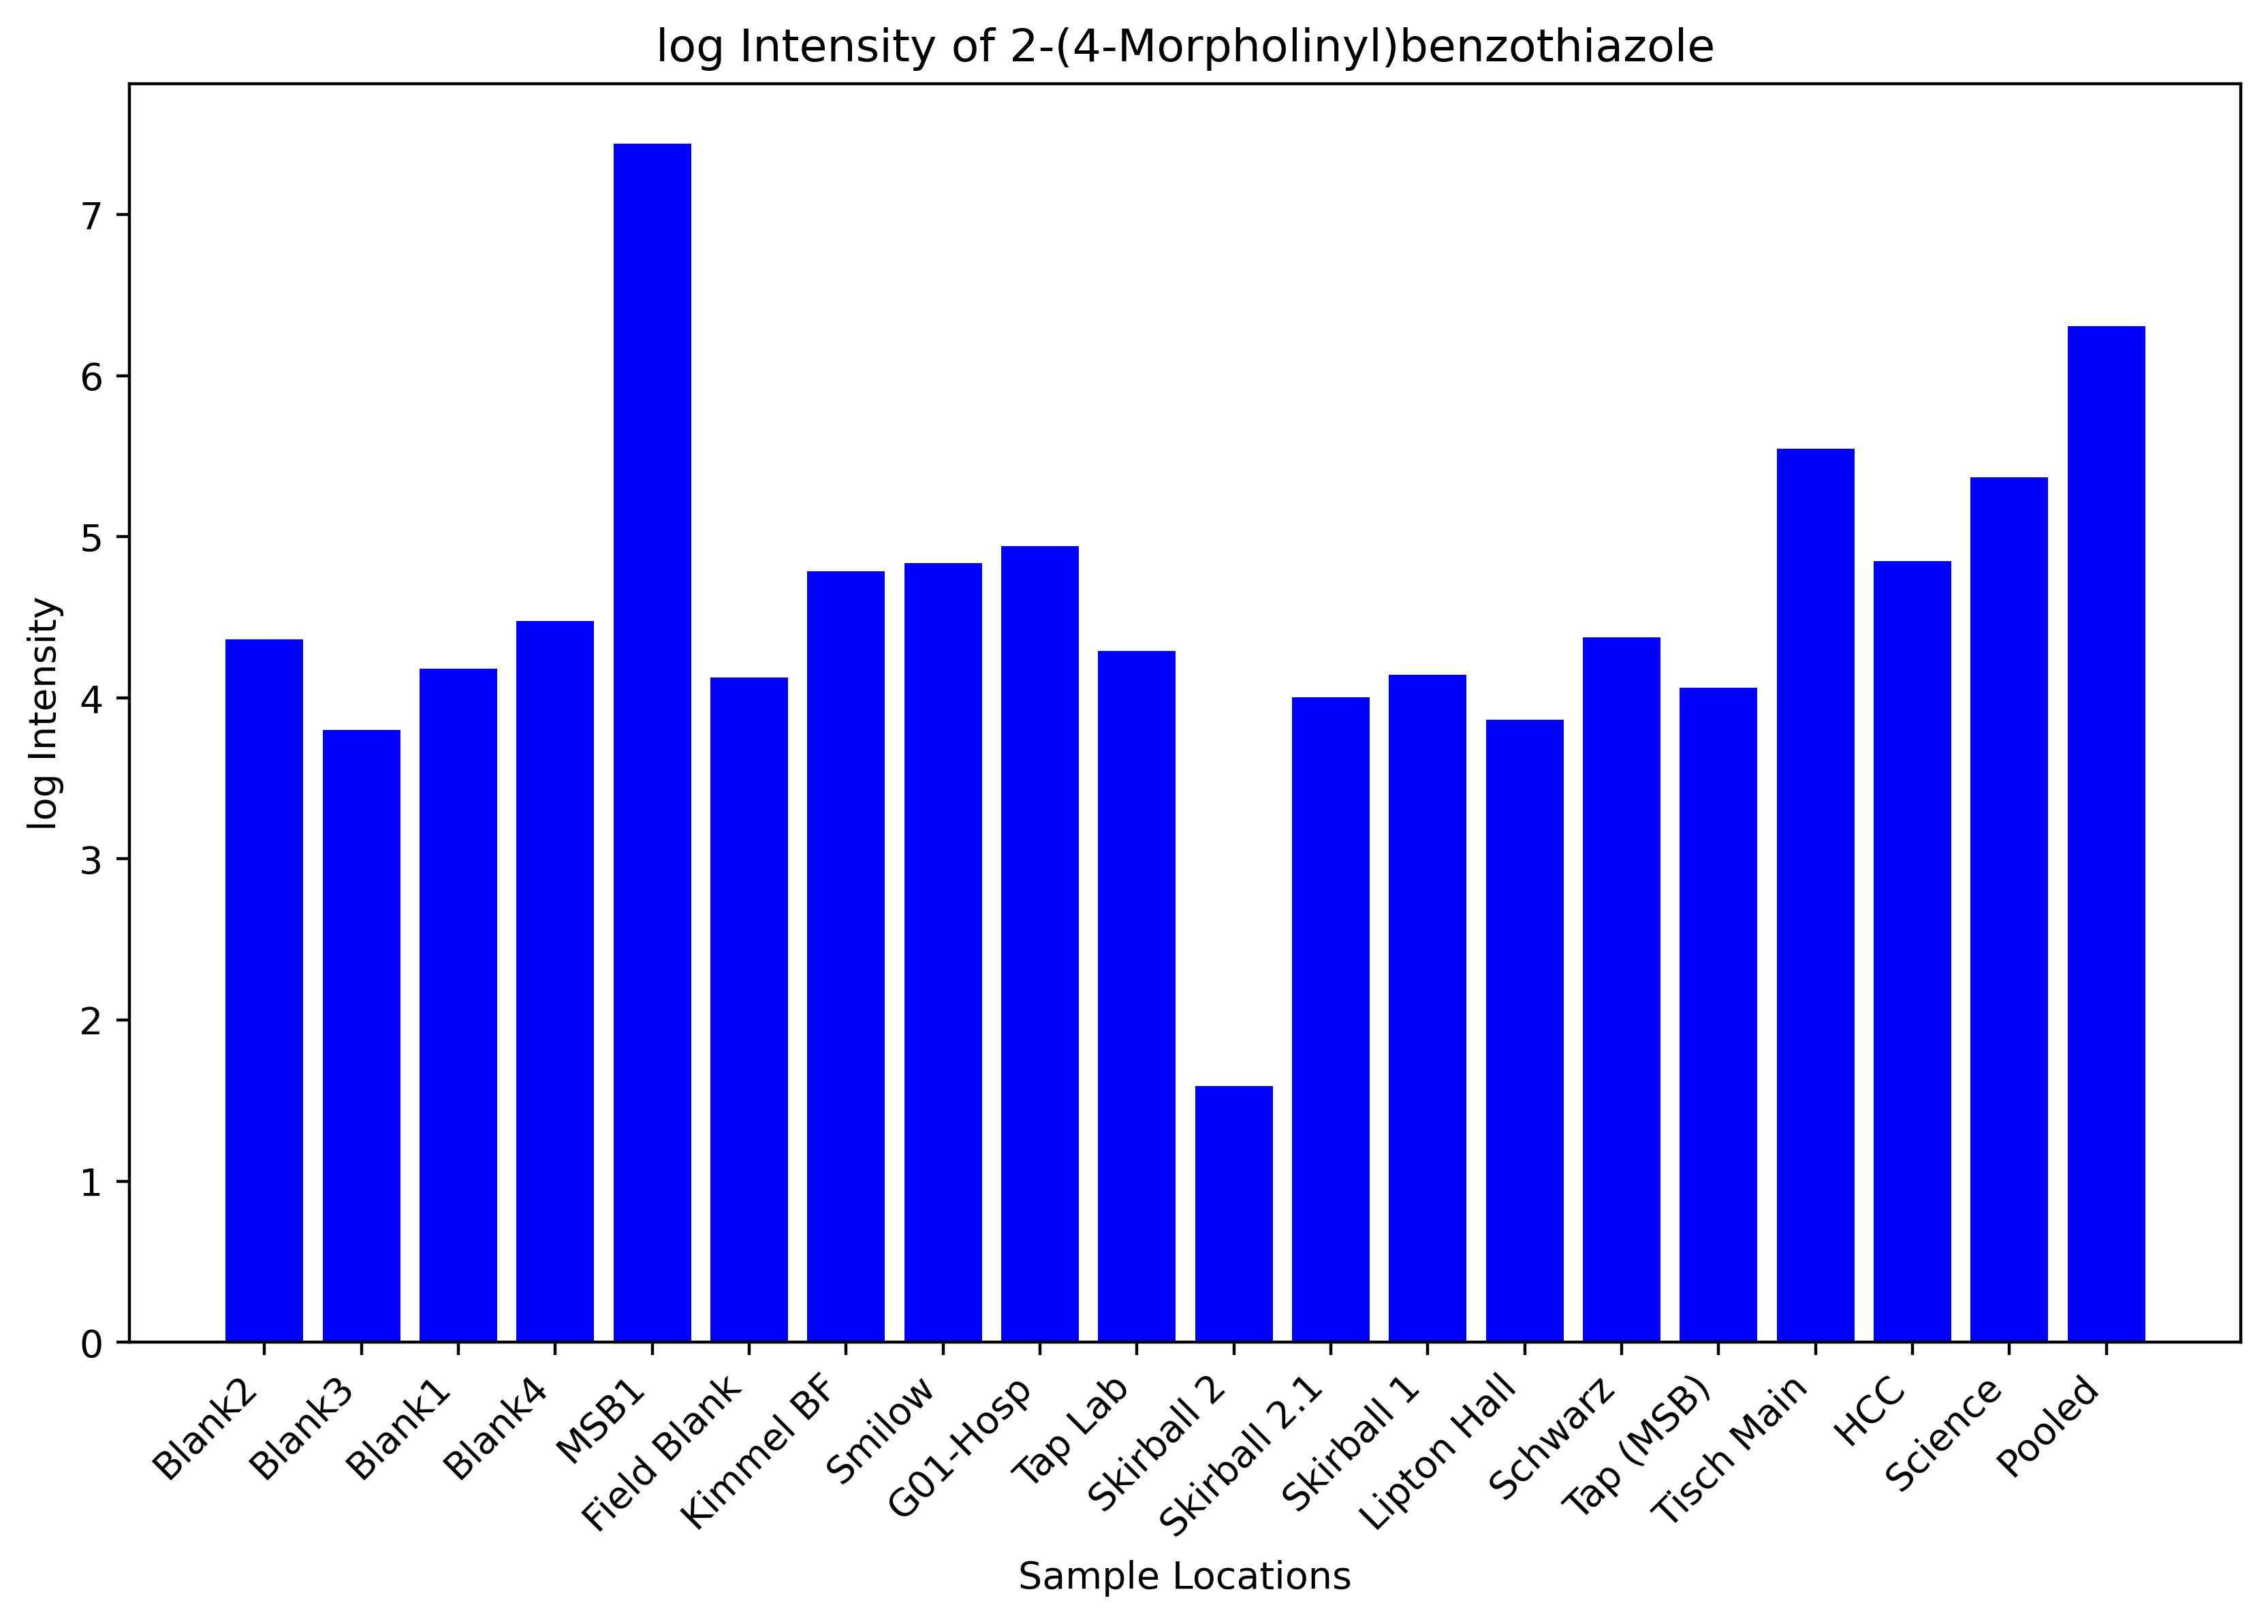 log Intensity of 2-(4-Morpholinyl)benzothiazole
log Intensity
7
6
5
4
3
2
1
0
Blank2
Blank3
Blank1
Blank4
MSB1
Field Blank
Kimmel BF
Smilow
G01-Hosp
Tap Lab
Skirball 2
Skirball 2.1
Skirball 1
Lipton Hall
Schwarz
Tap (MSB)
Tisch Main
HCC
Science
Pooled
Sample Locations